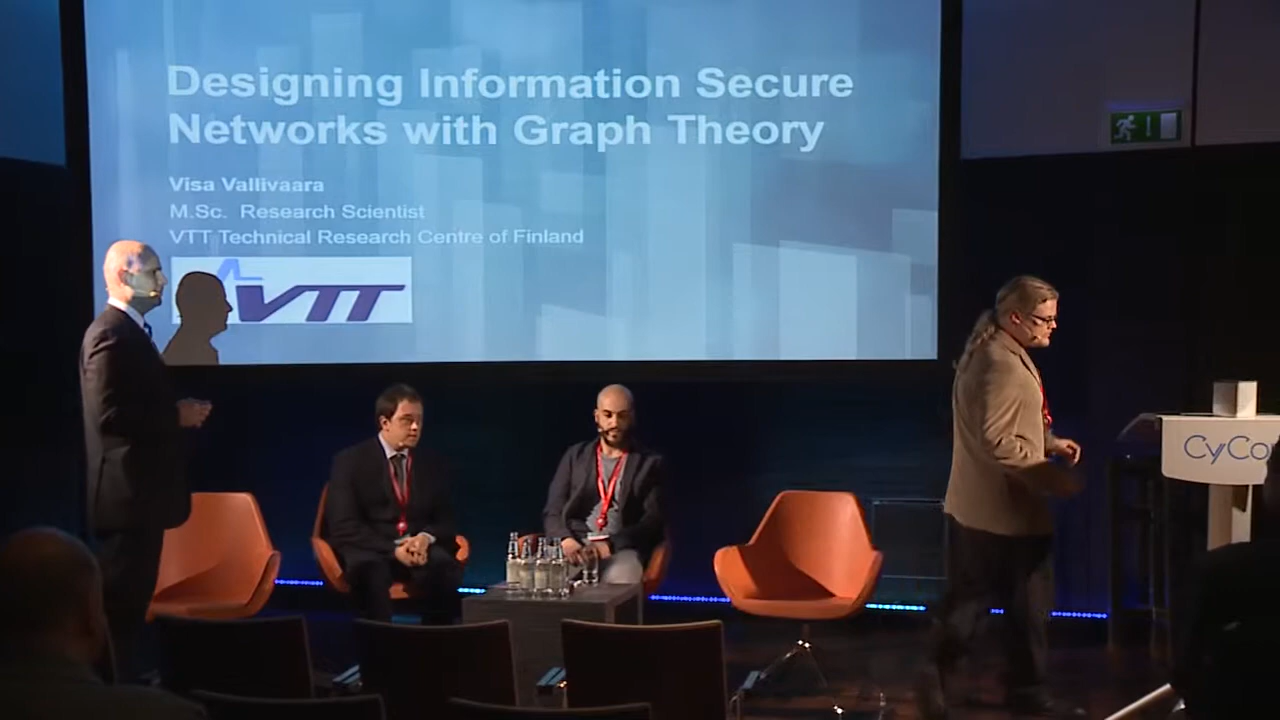 Designing Information Secure
Networks with Graph Theory
Visa Vallivaara
M.Sc. Research Scientist
VTT Technical Research Centre of Finland
VTT
CyCo